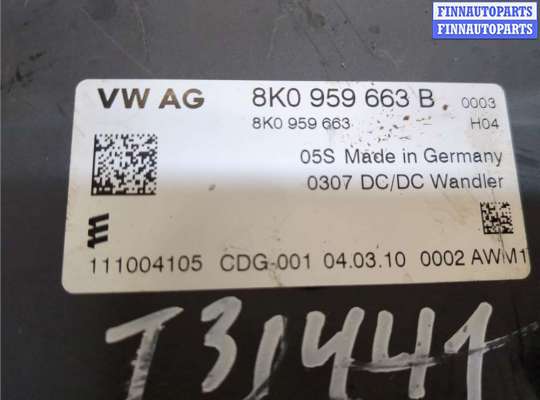 FINNAUTOPARTS
FINNAUTOPARTS
VW AG 8K0 959 663 B 0003
8K0 959 663 H04
05S Made in Germany
0307 DC/DC Wandler
111004105 CDG-001 04.03.10 0002 AWM1
T31441